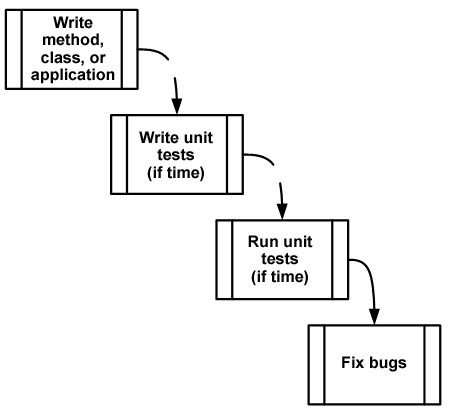 Write
method,
class, or
application
Write unit
tests
(if time)
Run unit
tests
(if time)
Fix bugs